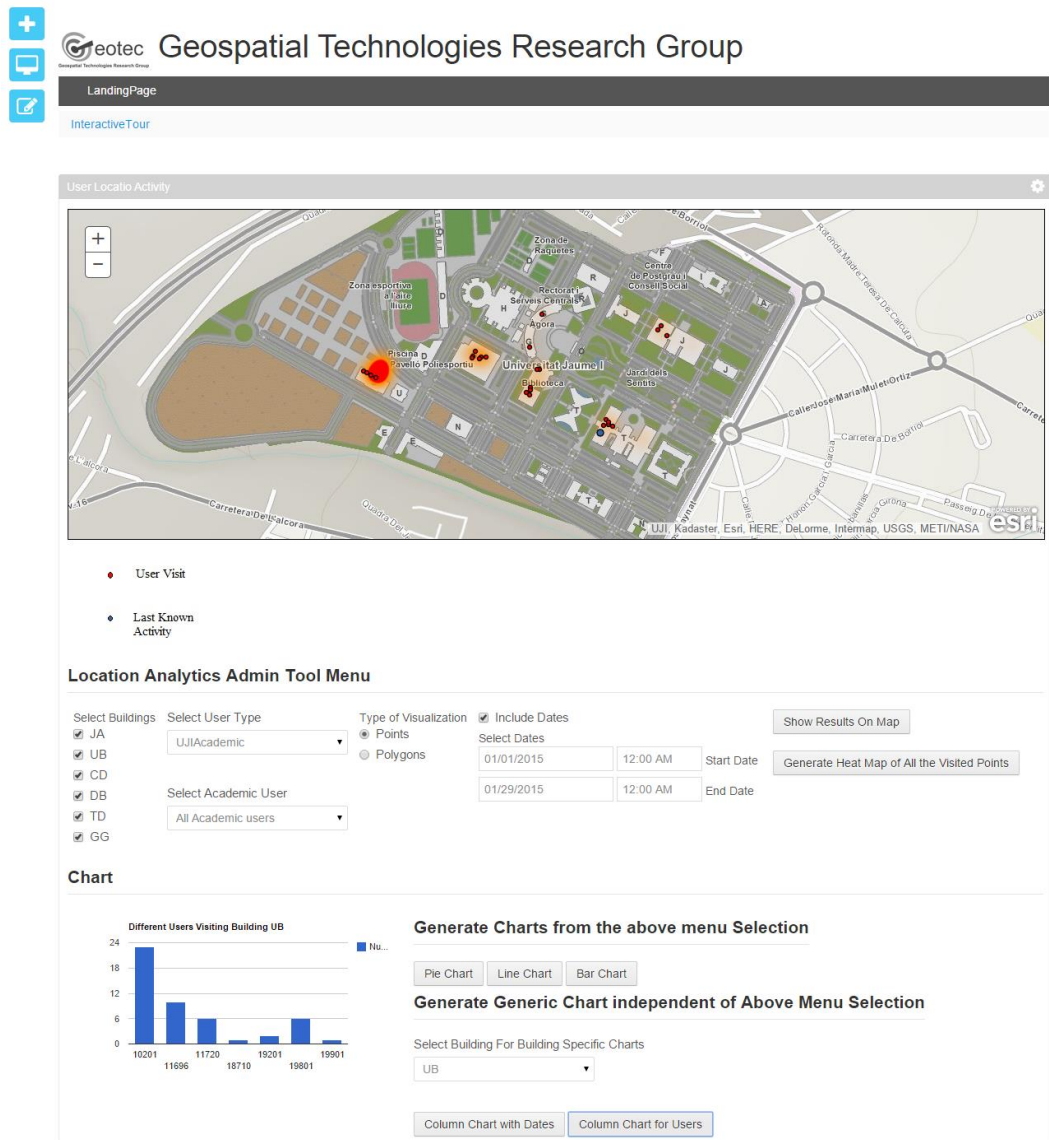 Geotec
Geospatial Technologies Research Group
Geospatial Technologies Research Group
LandingPage
InteractiveTour
User Locatio Activity
+
−
Zona de
Raquetes
Centre
de Postgrau i
Consell Social
Zona esportiva
a l'aire
lliure
Rectorat i
Serveis Centrals
Àgora
Piscina
Pavelló Poliesportiu
Universitat Jaume I
Biblioteca
Jardí dels
Sentits
De Borriol
Rotonda Madre Teresa De Calcuta
Calle José María Mulet Ortiz
Carretera De Borriol
Carretera De L'alcora
UJI, Kadaster, Esri, HERE, DeLorme, Intermap, USGS, METI/NASA
POWERED BY
esri
User Visit
Last Known
Activity
Location Analytics Admin Tool Menu
Select Buildings
JA
UB
CD
DB
TD
GG
Select User Type
UJIAcademic
Select Academic User
All Academic users
Type of Visualization
Points
Polygons
Include Dates
Select Dates
01/01/2015 12:00 AM Start Date
01/29/2015 12:00 AM End Date
Show Results On Map
Generate Heat Map of All the Visited Points
Chart
Different Users Visiting Building UB
24
18
12
6
0
10201 11720 19201 19901
11696 18710 19801
Nu...
Generate Charts from the above menu Selection
Pie Chart Line Chart Bar Chart
Generate Generic Chart independent of Above Menu Selection
Select Building For Building Specific Charts
UB
Column Chart with Dates Column Chart for Users